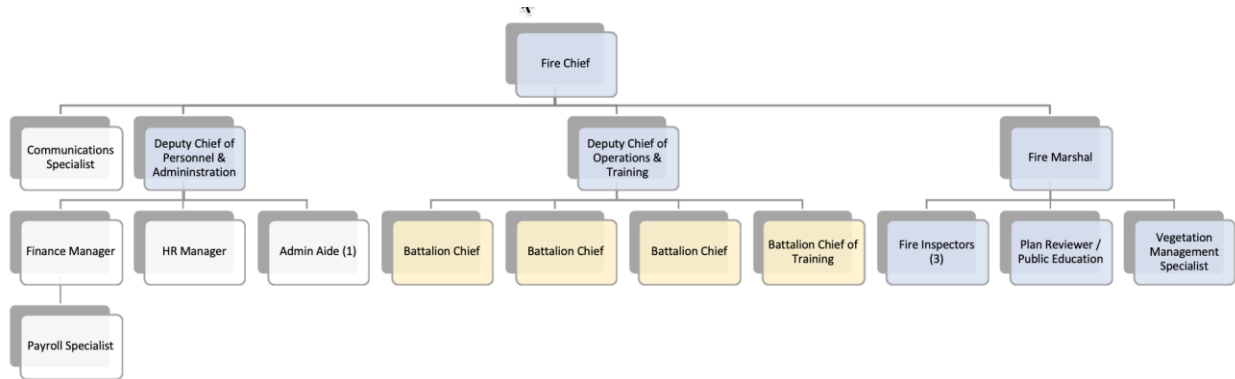 Fire Chief
Communications
Specialist
Deputy Chief of
Personnel &
Admininstration
Deputy Chief of
Operations &
Training
Fire Marshal
Finance Manager
HR Manager
Admin Aide (1)
Battalion Chief
Battalion Chief
Battalion Chief
Battalion Chief of
Training
Fire Inspectors
(3)
Plan Reviewer /
Public Education
Vegetation
Management
Specialist
Payroll Specialist